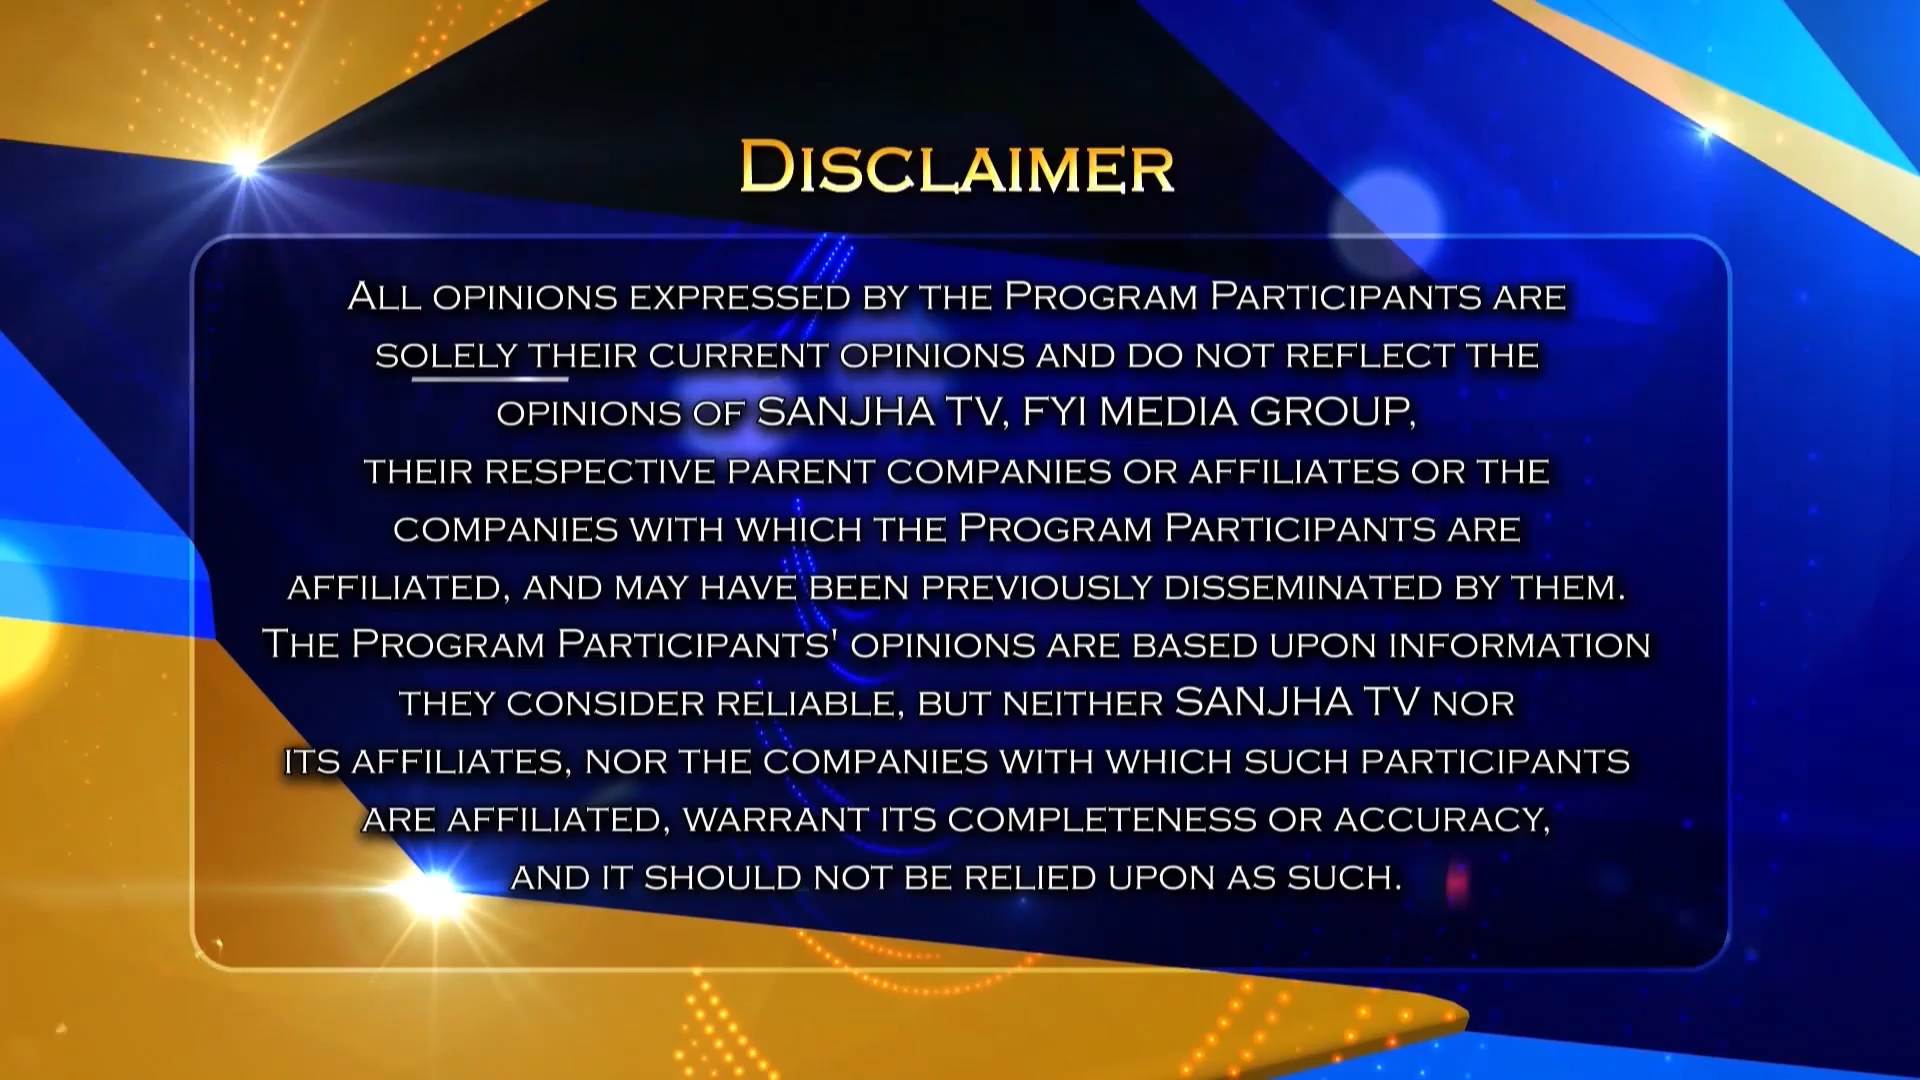 Disclaimer
All opinions expressed by the Program Participants are
solely their current opinions and do not reflect the
opinions of SANJHA TV, FYI MEDIA GROUP,
their respective parent companies or affiliates or the
companies with which the Program Participants are
affiliated, and may have been previously disseminated by them.
The Program Participants' opinions are based upon information
they consider reliable, but neither SANJHA TV nor
its affiliates, nor the companies with which such participants
are affiliated, warrant its completeness or accuracy,
and it should not be relied upon as such.